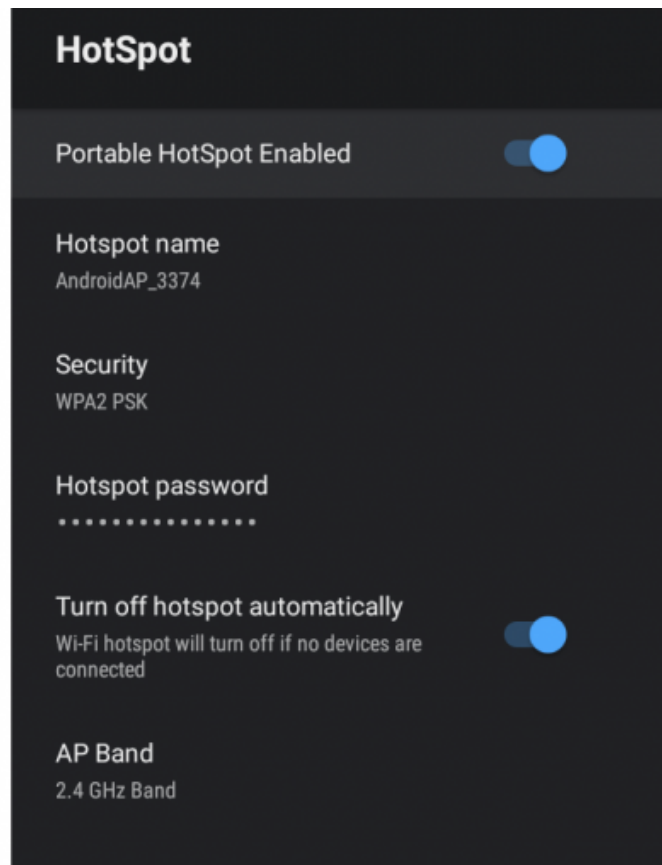 HotSpot
Portable HotSpot Enabled
Hotspot name
AndroidAP_3374
Security
WPA2 PSK
Hotspot password
•••••••••••••••
Turn off hotspot automatically
Wi-Fi hotspot will turn off if no devices are
connected
AP Band
2.4 GHz Band